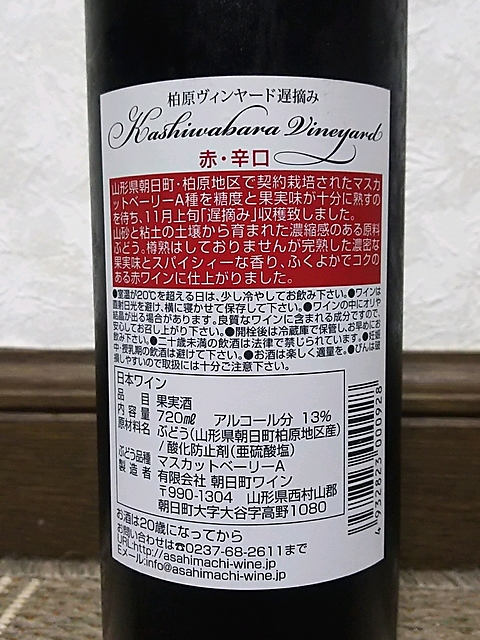 柏原ヴィンヤード遅摘み
Kashiwabara Vineyard
赤・辛口
山形県朝日町・柏原地区で契約栽培されたマスカ
ットベーリーA種を糖度と果実味が十分に熟すの
を待ち、11月上旬「遅摘み」収穫致しました。
山砂と粘土の土壌から育まれた濃縮感のある原料
ぶどう。樽熟はしておりませんが完熟した濃密な
果実味とスパイシィーな香り、ふくよかでコクの
ある赤ワインに仕上がりました。
●室温が20℃を超える日は、少し冷やしてお飲み下さい。●ワインは
直射日光を避け、横に寝かせて保存して下さい。●ワインの中にオリや
結晶が出る場合があります。良質なワインに含まれる成分ですので、
安心してお召し上がり下さい。●開栓後は冷蔵庫で保管し、お早めにお
飲み下さい。●二十歳未満の飲酒は法律で禁じられています。●妊娠
中・授乳期の飲酒は避けて下さい。●お酒は楽しく適量を。●びんは破
損しやすいので取扱には十分ご注意下さい。
日本ワイン
品目 果実酒
内容量 720㎖ アルコール分 13%
原材料名 ぶどう(山形県朝日町柏原地区産)
/酸化防止剤(亜硫酸塩)
ぶどう品種 マスカットベーリーA
製造者 有限会社 朝日町ワイン
〒990-1304 山形県西村山郡
朝日町大字大谷字高野1080
4932823000928
お酒は20歳になってから
お問い合わせは☎0237-68-2611まで
URL:http://asahimachi-wine.jp
Eメール:info@asahimachi-wine.jp